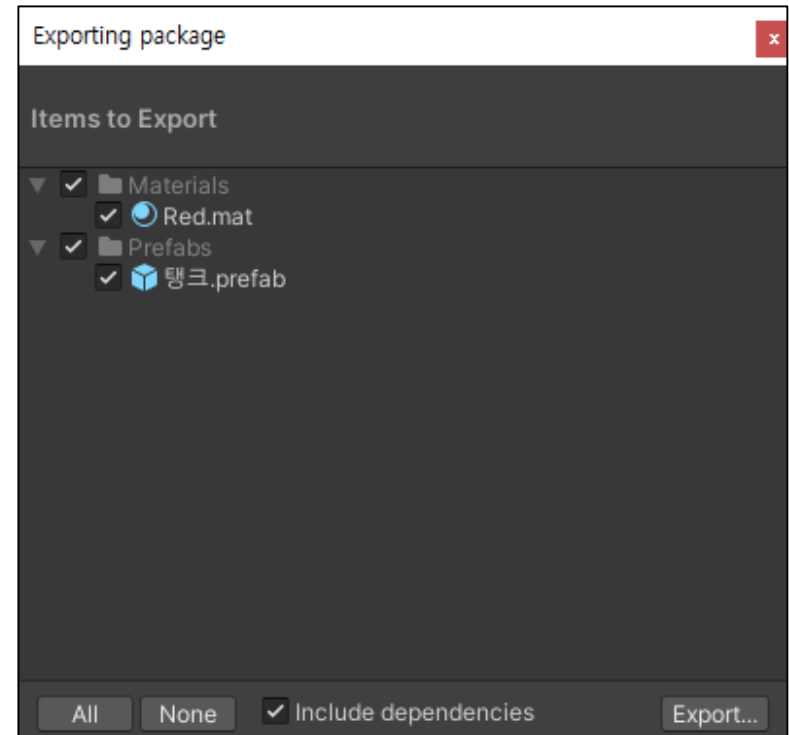 Exporting package
x
Items to Export
Materials
Red.mat
Prefabs
탱크.prefab
All None Include dependencies Export...